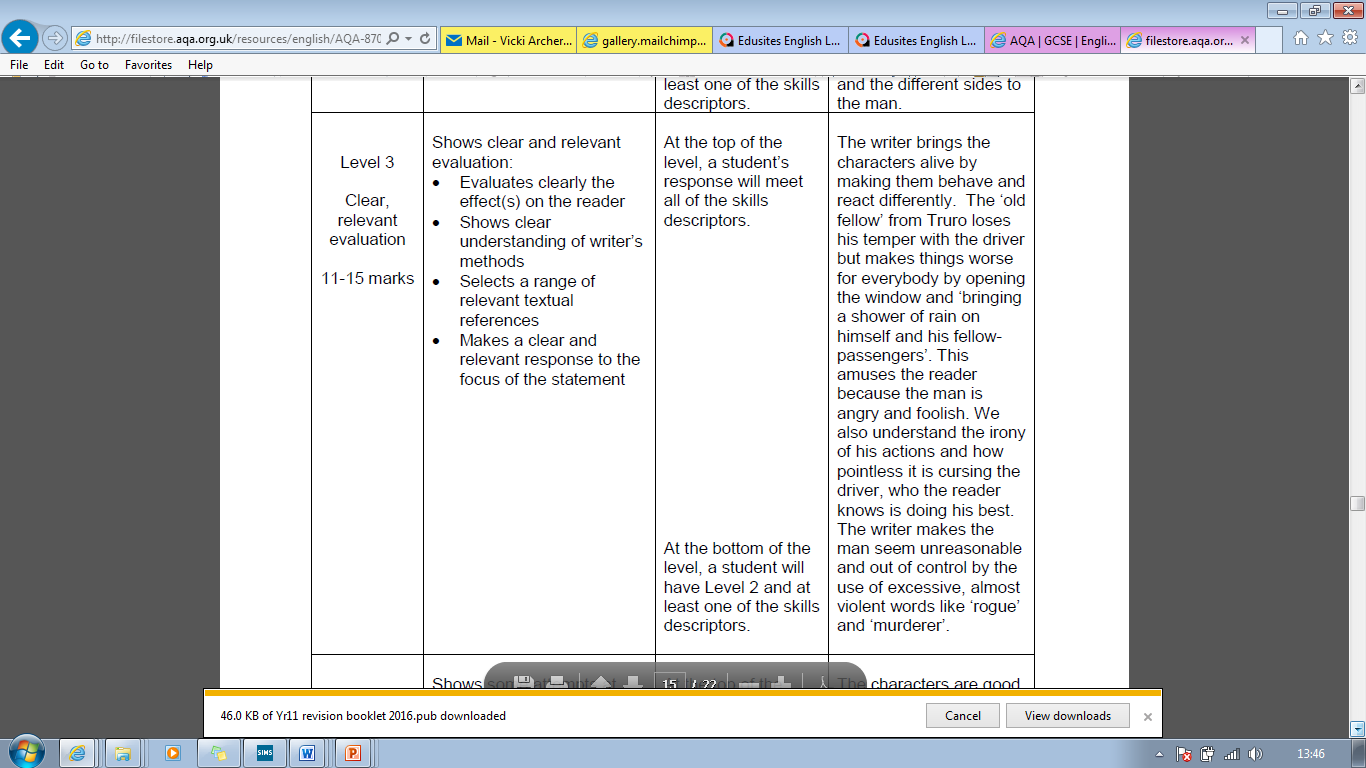 http://filestore.aqa.org.uk/resources/english/AQA-870
Mail - Vicki Archer...
gallery.mailchimp...
Edusites English L...
Edusites English L...
AQA | GCSE | Engli...
filestore.aqa.or...
File Edit Go to Favorites Help
least one of the skills
descriptors.
and the different sides to
the man.
Level 3
Clear,
relevant
evaluation
11-15 marks
Shows clear and relevant
evaluation:
• Evaluates clearly the
effect(s) on the reader
• Shows clear
understanding of writer's
methods
• Selects a range of
relevant textual
references
• Makes a clear and
relevant response to the
focus of the statement
At the top of the
level, a student's
response will meet
all of the skills
descriptors.
At the bottom of the
level, a student will
have Level 2 and at
least one of the skills
descriptors.
The writer brings the
characters alive by
making them behave and
react differently. The 'old
fellow' from Truro loses
his temper with the driver
but makes things worse
for everybody by opening
the window and 'bringing
a shower of rain on
himself and his fellow-
passengers'. This
amuses the reader
because the man is
angry and foolish. We
also understand the irony
of his actions and how
pointless it is cursing the
driver, who the reader
knows is doing his best.
The writer makes the
man seem unreasonable
and out of control by the
use of excessive, almost
violent words like 'rogue'
and 'murderer'.
Shows some
15 / 22
The characters are good
46.0 KB of Yr11 revision booklet 2016.pub downloaded
Cancel
View downloads
SIMS
13:46